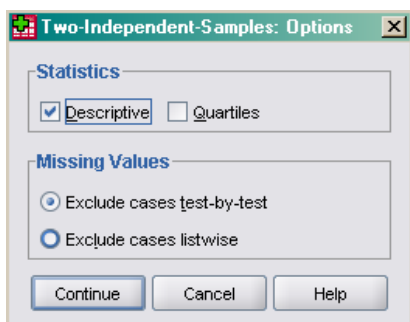 Two-Independent-Samples: Options
Statistics
Descriptive Quartiles
Missing Values
Exclude cases test-by-test
Exclude cases listwise
Continue Cancel Help